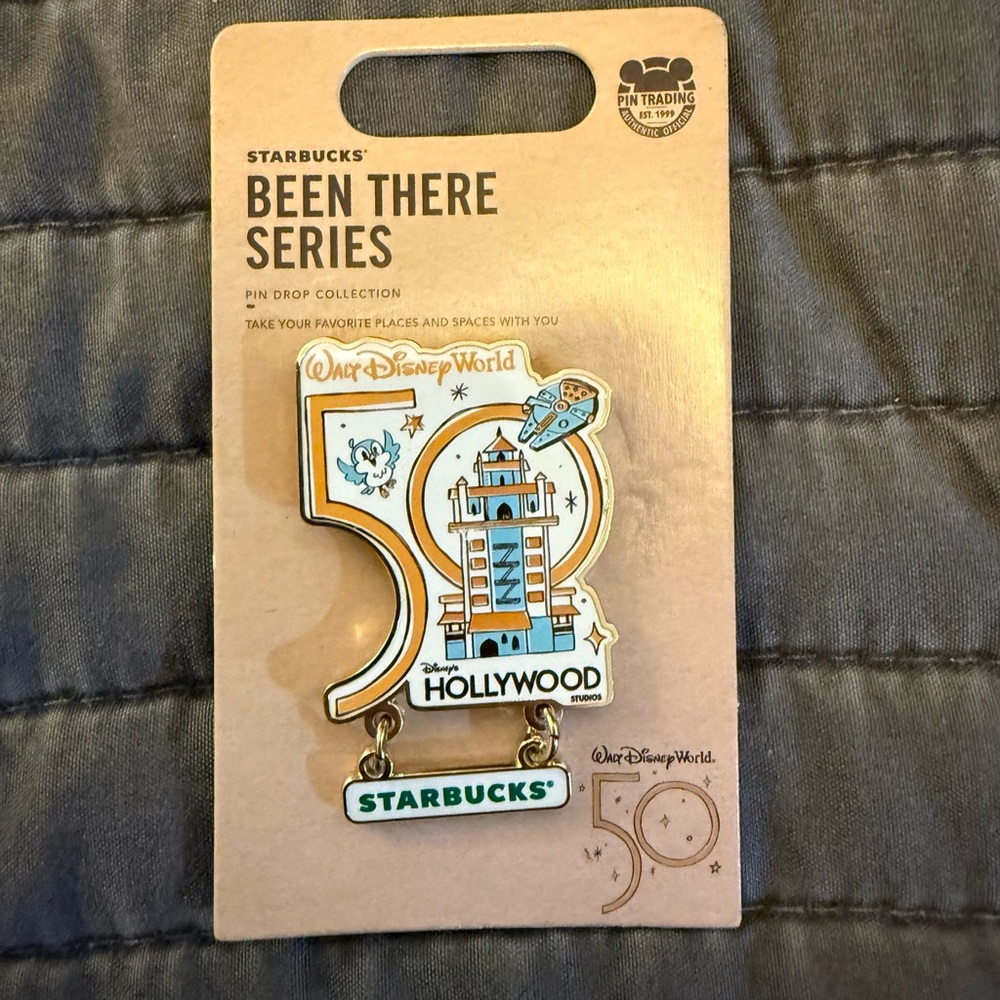 PIN TRADING
EST. 1999
AUTHENTIC OFFICIAL
STARBUCKS®
BEEN THERE
SERIES
PIN DROP COLLECTION
TAKE YOUR FAVORITE PLACES AND SPACES WITH YOU
WALT DISNEY World
50
Disney's
HOLLYWOOD
STUDIOS
STARBUCKS®
WALT DISNEY World®
50